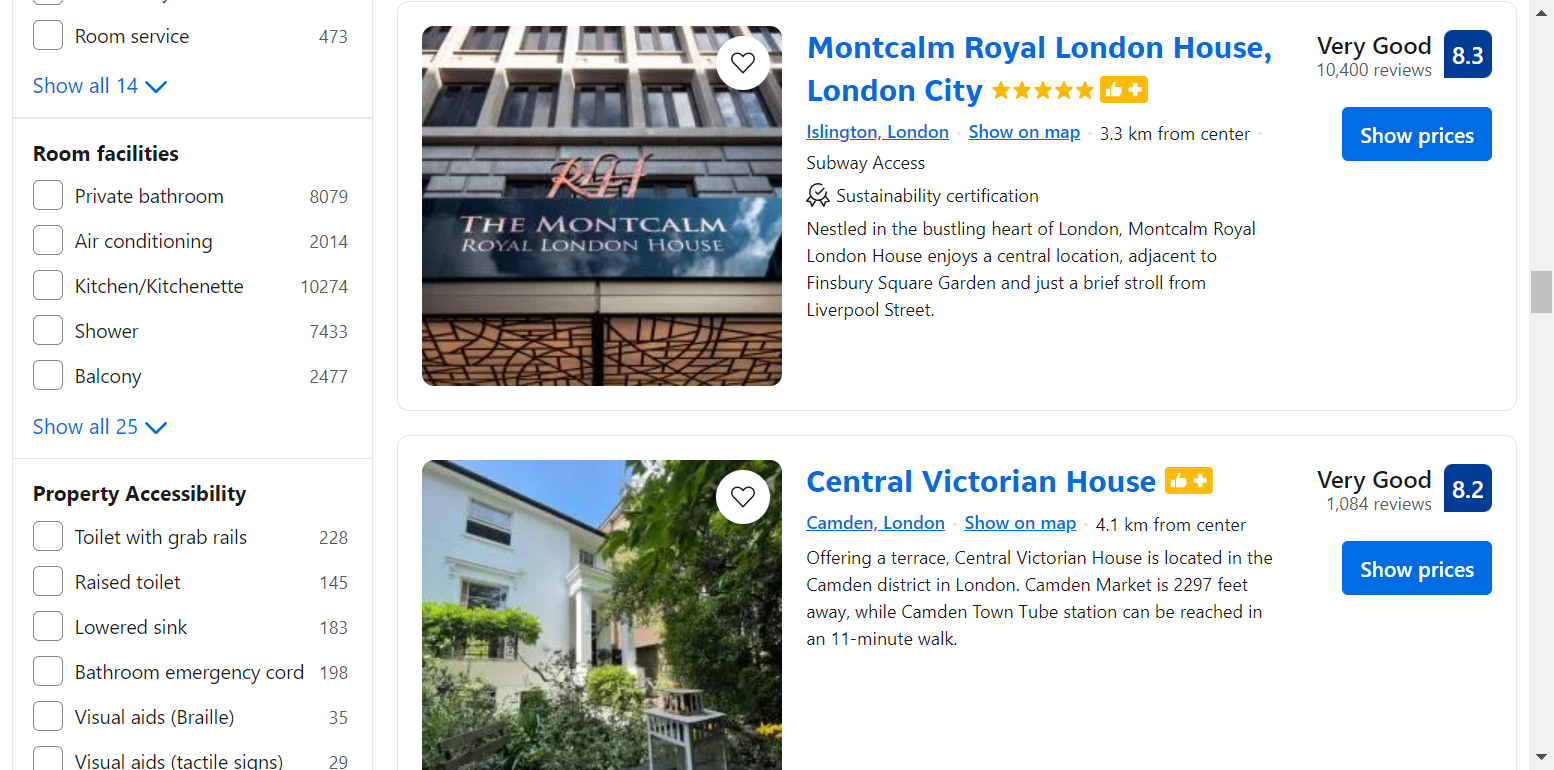 Room service 473
Show all 14
Room facilities
Private bathroom 8079
Air conditioning 2014
Kitchen/Kitchenette 10274
Shower 7433
Balcony 2477
Show all 25
Property Accessibility
Toilet with grab rails 228
Raised toilet 145
Lowered sink 183
Bathroom emergency cord 198
Visual aids (Braille) 35
Visual aids (tactile signs) 29
RLH
THE MONTCALM
ROYAL LONDON HOUSE
Montcalm Royal London House,
London City
Islington, London Show on map 3.3 km from center
Subway Access
Sustainability certification
Nestled in the bustling heart of London, Montcalm Royal
London House enjoys a central location, adjacent to
Finsbury Square Garden and just a brief stroll from
Liverpool Street.
Very Good 8.3
10,400 reviews
Show prices
Central Victorian House
Camden, London Show on map 4.1 km from center
Offering a terrace, Central Victorian House is located in the
Camden district in London. Camden Market is 2297 feet
away, while Camden Town Tube station can be reached in
an 11-minute walk.
Very Good 8.2
1,084 reviews
Show prices